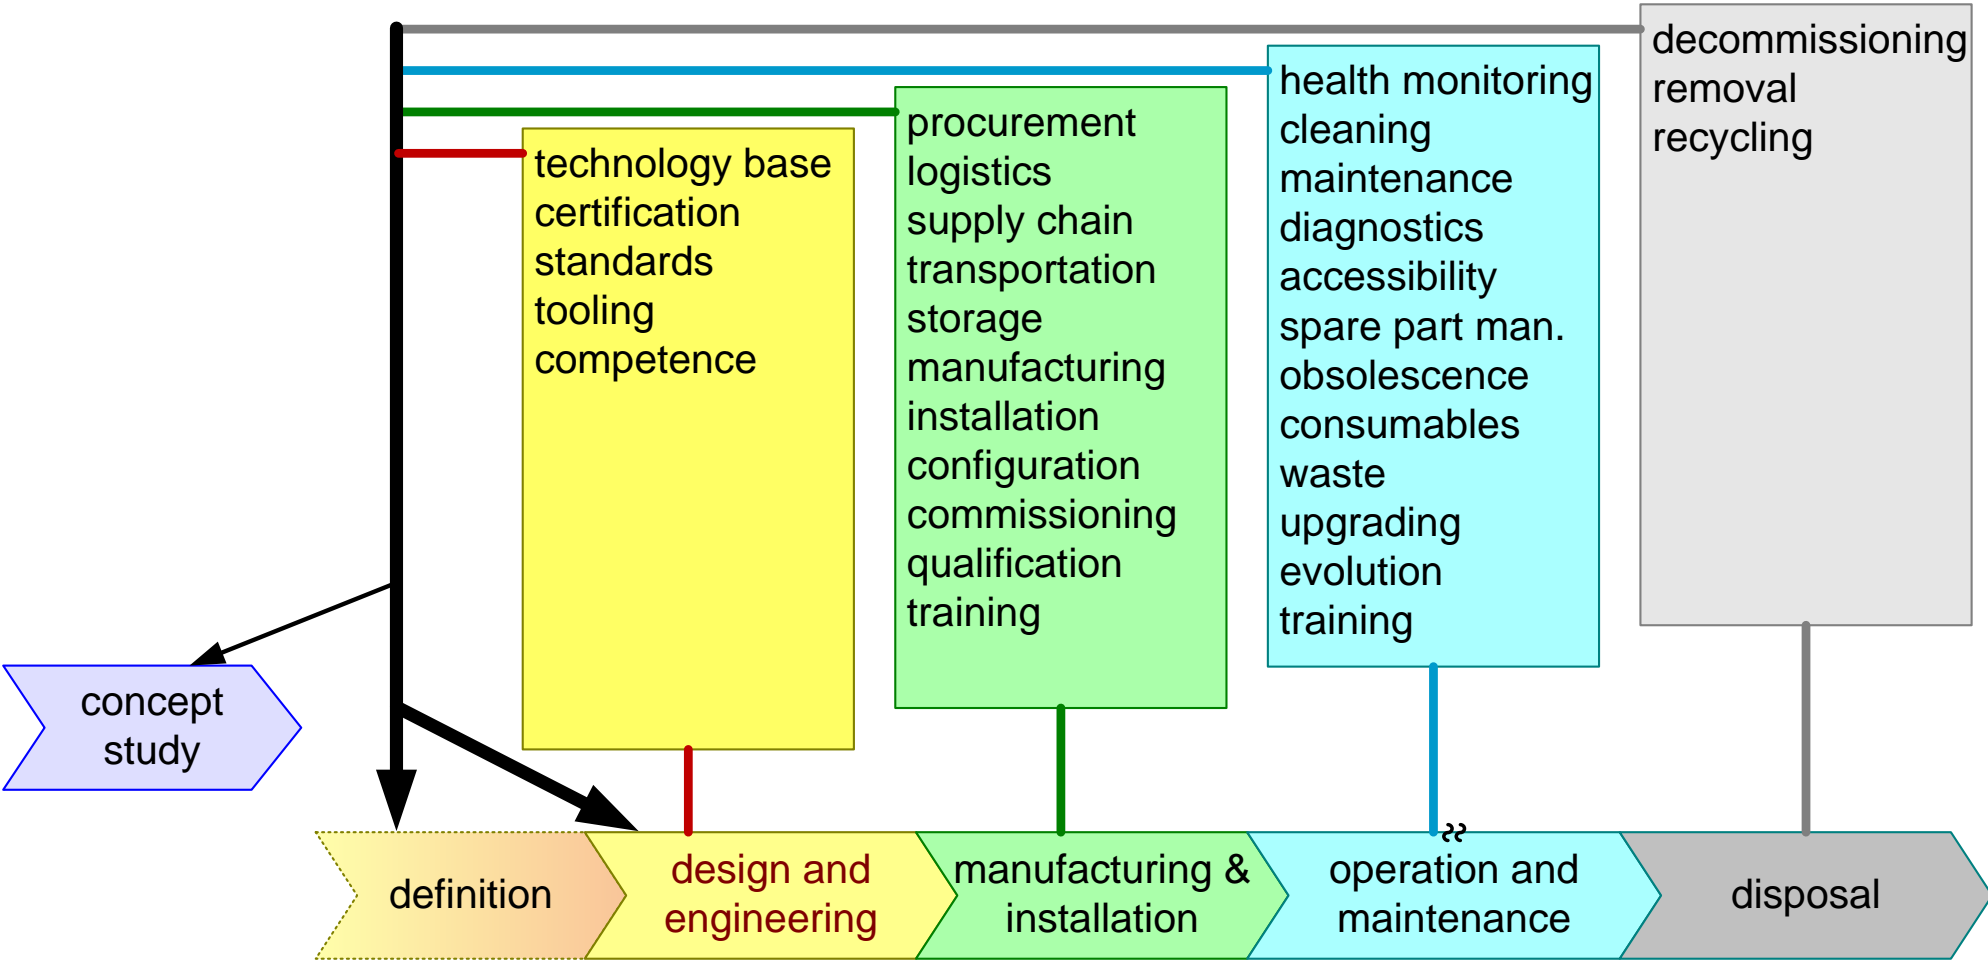 technology base
certification
standards
tooling
competence
procurement
logistics
supply chain
transportation
storage
manufacturing
installation
configuration
commissioning
qualification
training
health monitoring
cleaning
maintenance
diagnostics
accessibility
spare part man.
obsolescence
consumables
waste
upgrading
evolution
training
decommissioning
removal
recycling
concept
study
definition
design and
engineering
manufacturing &
installation
operation and
maintenance
disposal